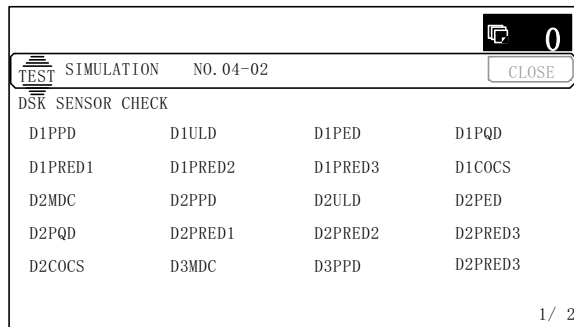 0
TEST SIMULATION NO.04-02 CLOSE
DSK SENSOR CHECK
D1PPD D1ULD D1PED D1PQD
D1PRED1 D1PRED2 D1PRED3 D1COCS
D2MDC D2PPD D2ULD D2PED
D2PQD D2PRED1 D2PRED2 D2PRED3
D2COCS D3MDC D3PPD D2PRED3
1/ 2